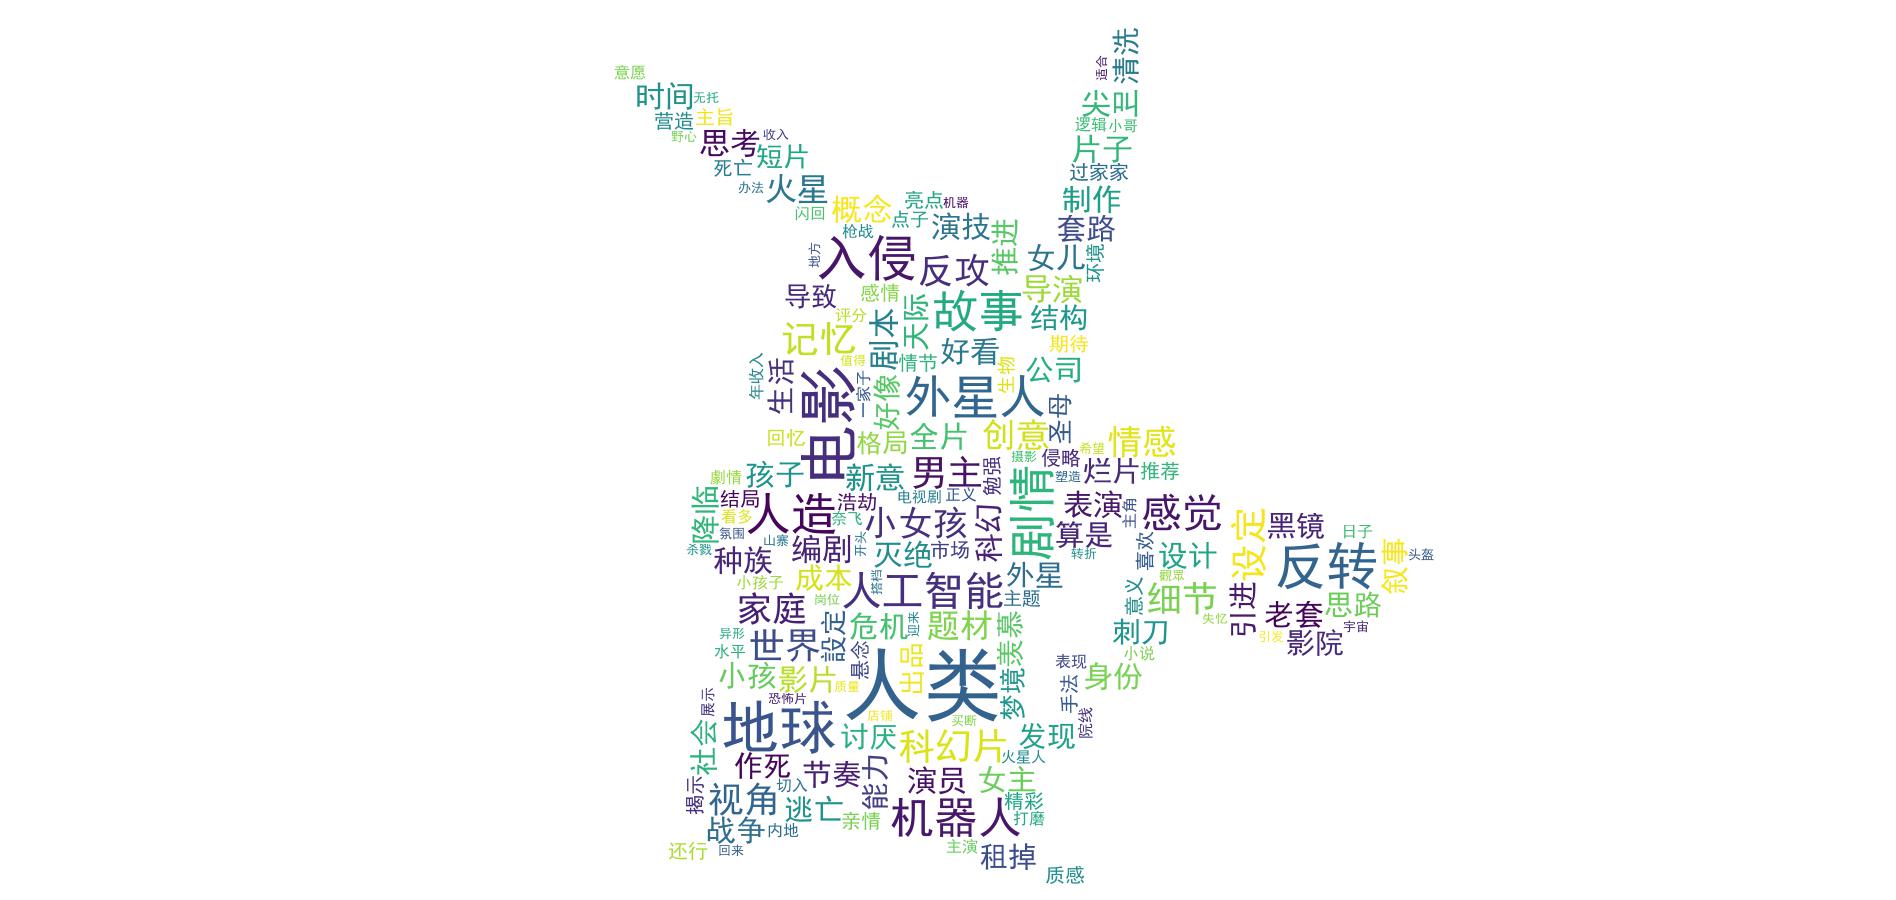 清洗
适合
意愿
时间
无托
尖叫
营造
主旨
逻辑
小哥
野心
思考
收入
片子
短片
死亡
过家家
办法
火星
制作
闪回
概念
亮点
机器
点子
演技
套路
枪战
推进
地方
入侵
反攻
女儿
环境
导致
感情
天际
故事
导演
评分
结构
记忆
剧本
好看
期待
值得
情节
年收入
生活
电影
一家子
好像
外星人
生物
公司
圣母
回忆
格局
全片
创意
情感
希望
摄影
侵略
塑造
烂片
推荐
劇情
孩子
新意
男主
勉强
剧情
降临
结局
人造
浩劫
电视剧
正义
表演
主角
感觉
看多
奈飞
小女孩
科幻
算是
设定
黑镜
日子
氛围
山寨
开头
杀戮
种族
编剧
灭绝
市场
转折
喜欢
设计
反转
叙事
头盔
小孩子
成本
搭档
人工智能
外星
主题
觀眾
意义
细节
引进
老套
思路
家庭
岗位
失忆
宇宙
異形
世界
設定
危机
迎来
题材
羡慕
刺刀
引发
影院
水平
悬念
出品
小说
小孩
影片
质量
人类
梦境
表现
身份
恐怖片
展示
手法
地球
店铺
买断
院线
社会
讨厌
科幻片
发现
火星人
作死
节奏
能力
演员
女主
揭示
视角
切入
逃亡
精彩
机器人
打磨
战争
内地
亲情
还行
回来
主演
租掉
质感